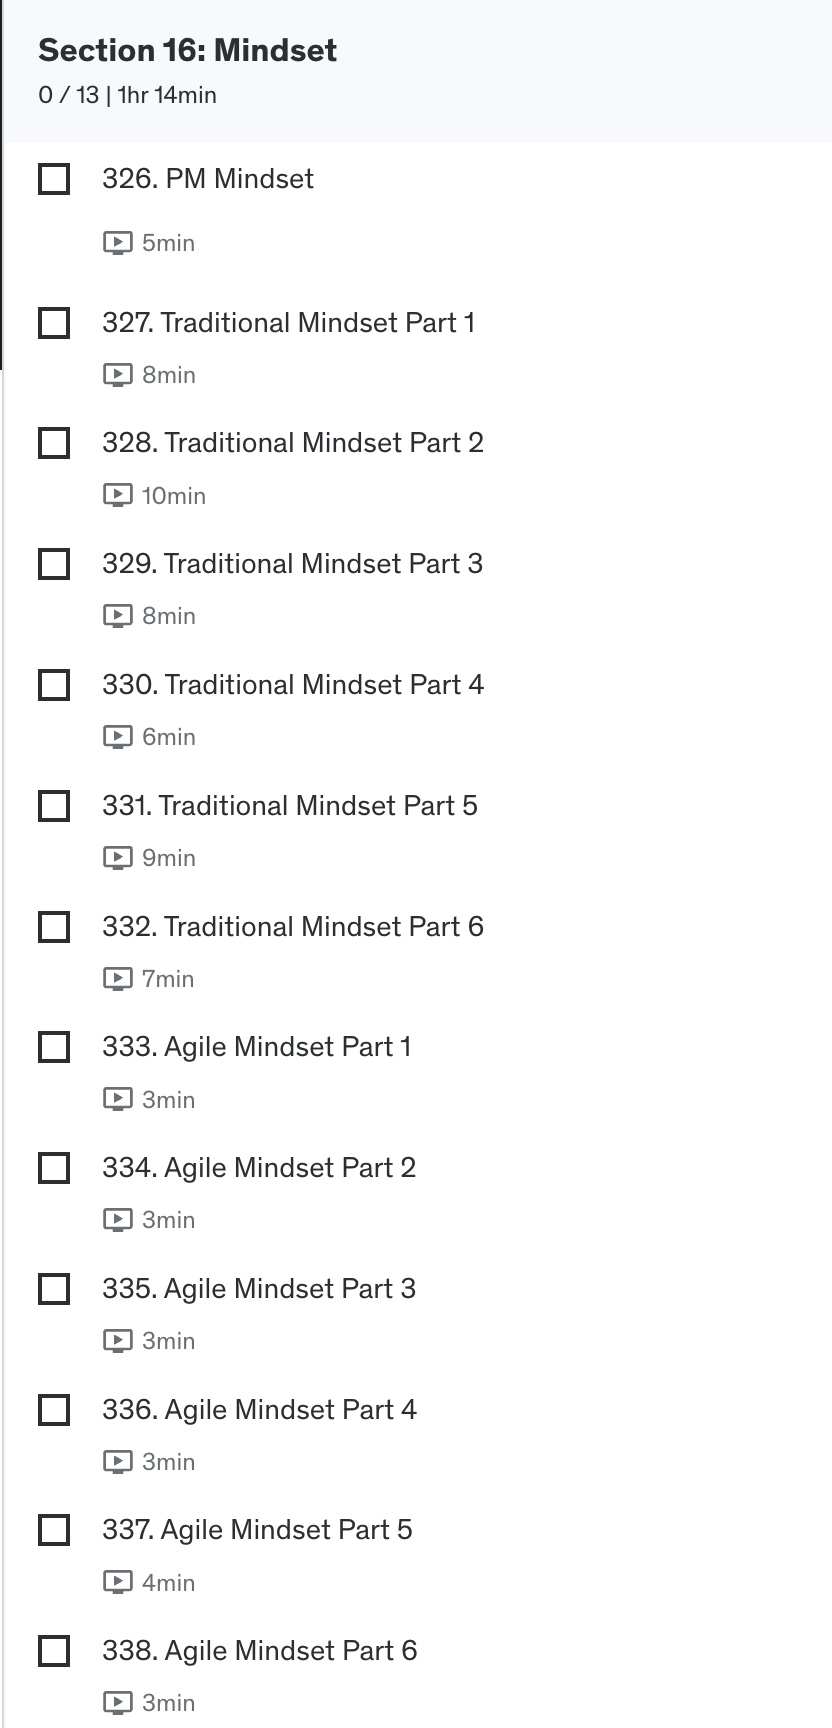 Section 16: Mindset
0 / 13 | 1hr 14min
326. PM Mindset
5min
327. Traditional Mindset Part 1
8min
328. Traditional Mindset Part 2
10min
329. Traditional Mindset Part 3
8min
330. Traditional Mindset Part 4
6min
331. Traditional Mindset Part 5
9min
332. Traditional Mindset Part 6
7min
333. Agile Mindset Part 1
3min
334. Agile Mindset Part 2
3min
335. Agile Mindset Part 3
3min
336. Agile Mindset Part 4
3min
337. Agile Mindset Part 5
4min
338. Agile Mindset Part 6
3min